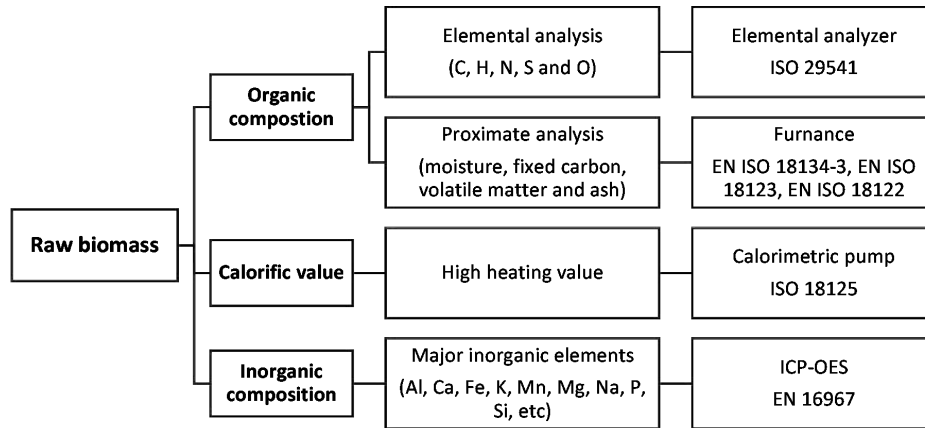 Raw biomass
Organic
compostion
Elemental analysis
(C, H, N, S and O)
Elemental analyzer
ISO 29541
Proximate analysis
(moisture, fixed carbon,
volatile matter and ash)
Furnance
EN ISO 18134-3, EN ISO
18123, EN ISO 18122
Calorific value
High heating value
Calorimetric pump
ISO 18125
Inorganic
composition
Major inorganic elements
(Al, Ca, Fe, K, Mn, Mg, Na, P,
Si, etc)
ICP-OES
EN 16967